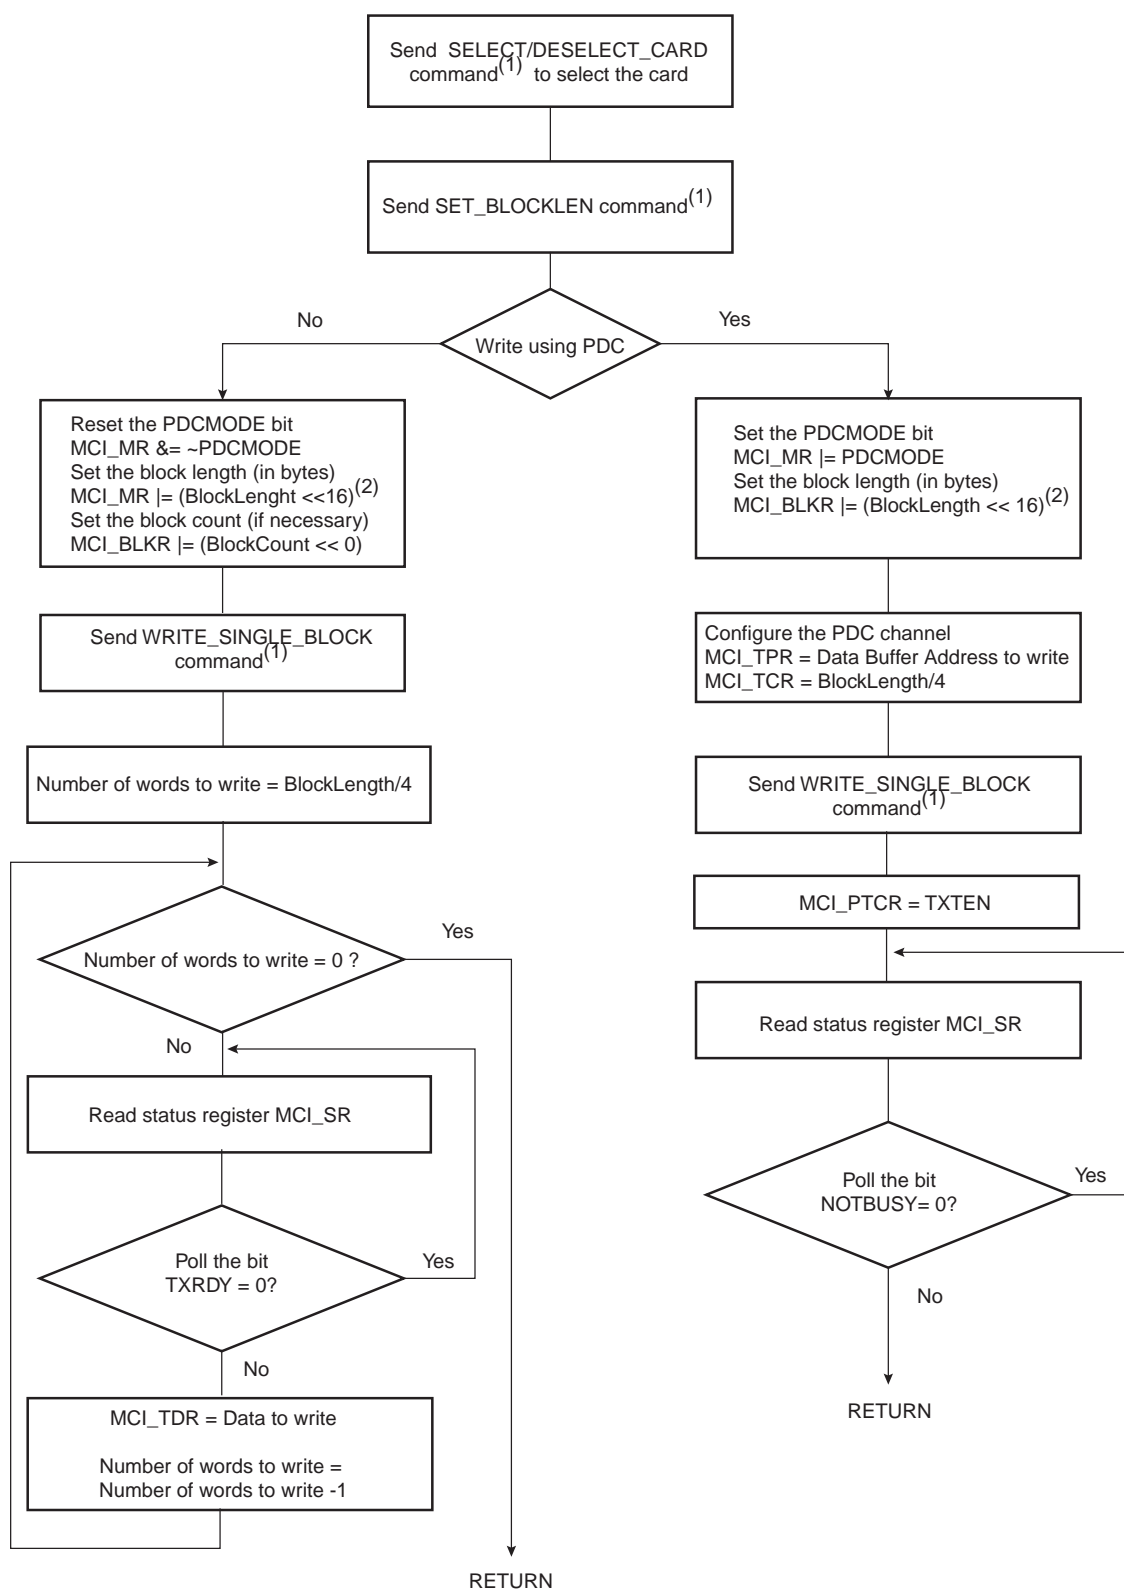 Send SELECT/DESELECT_CARD
command(1) to select the card
Send SET_BLOCKLEN command(1)
No
Yes
Write using PDC
Reset the PDCMODE bit
MCI_MR &= ~PDCMODE
Set the block length (in bytes)
MCI_MR |= (BlockLenght <<16)(2)
Set the block count (if necessary)
MCI_BLKR |= (BlockCount << 0)
Send WRITE_SINGLE_BLOCK
command(1)
Number of words to write = BlockLength/4
Yes
Number of words to write = 0 ?
No
Read status register MCI_SR
Poll the bit
TXRDY = 0?
Yes
No
MCI_TDR = Data to write
Number of words to write =
Number of words to write -1
RETURN
Set the PDCMODE bit
MCI_MR |= PDCMODE
Set the block length (in bytes)
MCI_BLKR |= (BlockLength << 16)(2)
Configure the PDC channel
MCI_TPR = Data Buffer Address to write
MCI_TCR = BlockLength/4
Send WRITE_SINGLE_BLOCK
command(1)
MCI_PTCR = TXTEN
Read status register MCI_SR
Poll the bit
NOTBUSY= 0?
Yes
No
RETURN